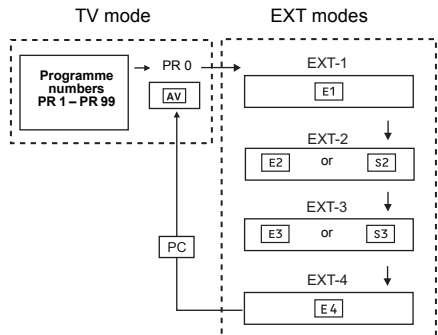 TV mode
EXT modes
Programme
numbers
PR 1 – PR 99
PR 0
AV
EXT-1
E1
EXT-2
E2 or S2
EXT-3
E3 or S3
PC
EXT-4
E4